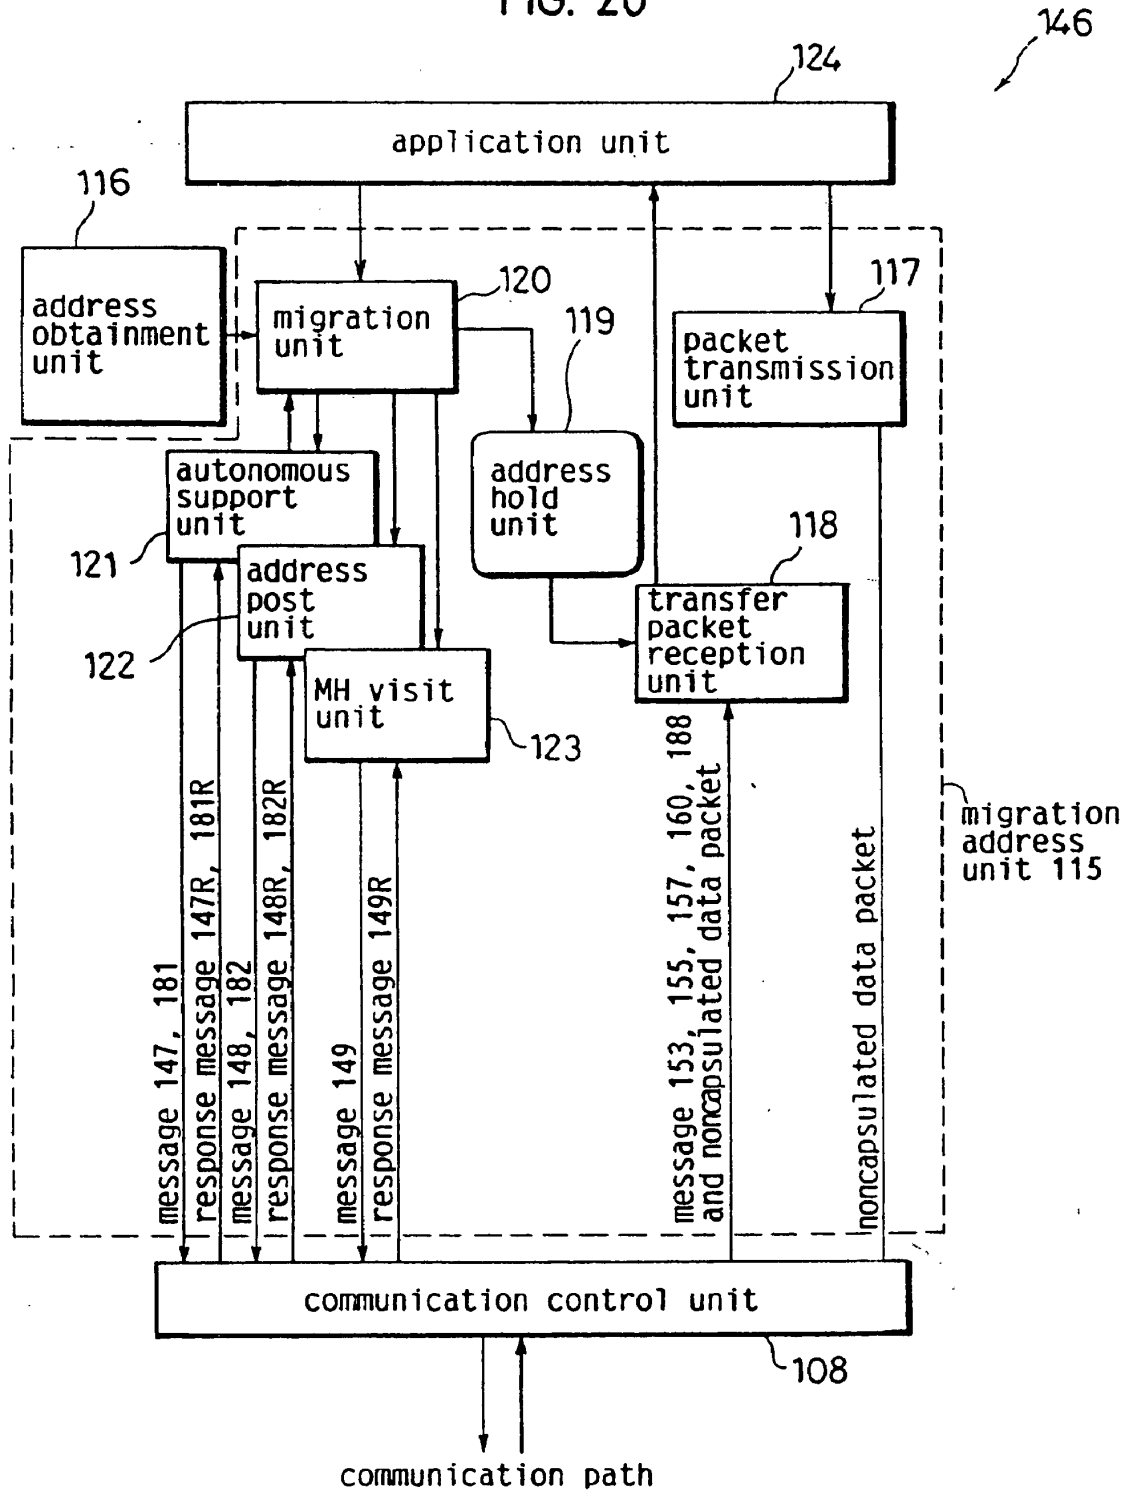 FIG. 20
146
124
application unit
116
address
obtainment
unit
120
migration
unit
119
117
packet
transmission
unit
autonomous
support
unit
121
address
hold
unit
118
address
post
unit
122
transfer
packet
reception
unit
MH visit
unit
123
migration
address
unit 115
message 147, 181
response message 147R, 181R
message 148, 182
response message 148R, 182R
message 149
response message 149R
message 153, 155, 157, 160, 188
and noncapsulated data packet
noncapsulated data packet
communication control unit
108
communication path